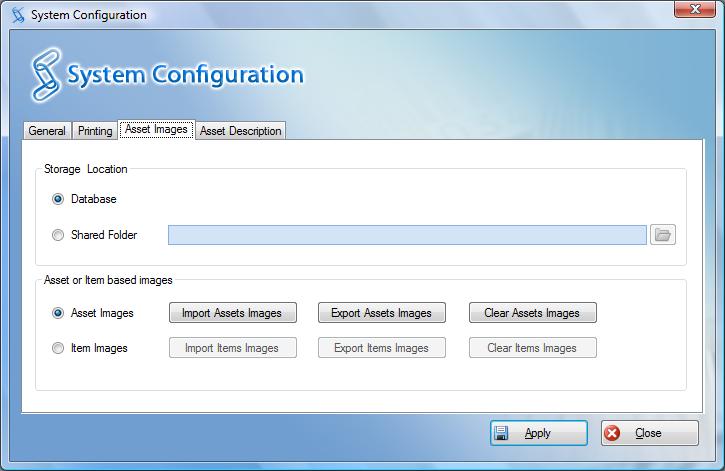 System Configuration
System Configuration
General Printing Asset Images Asset Description
Storage Location
Database
Shared Folder
Asset or Item based images
Asset Images Import Assets Images Export Assets Images Clear Assets Images
Item Images Import Items Images Export Items Images Clear Items Images
Apply Close